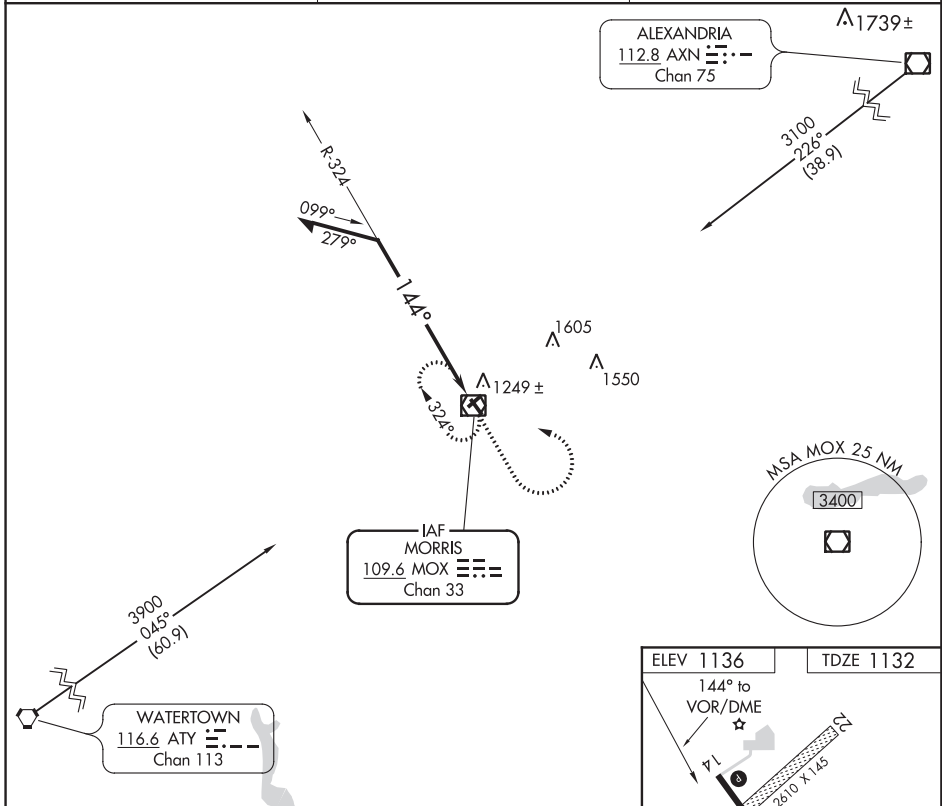 1739±
ALEXANDRIA
112.8 AXN
Chan 75
3100
226°
(38.9)
R-324
099°
279°
144°
1605
1550
1249 ±
324°
MSA MOX 25 NM
3400
IAF
MORRIS
109.6 MOX
Chan 33
3900
045°
(60.9)
WATERTOWN
116.6 ATY
Chan 113
ELEV 1136
TDZE 1132
144° to
VOR/DME
22
14
P
2610 X 145